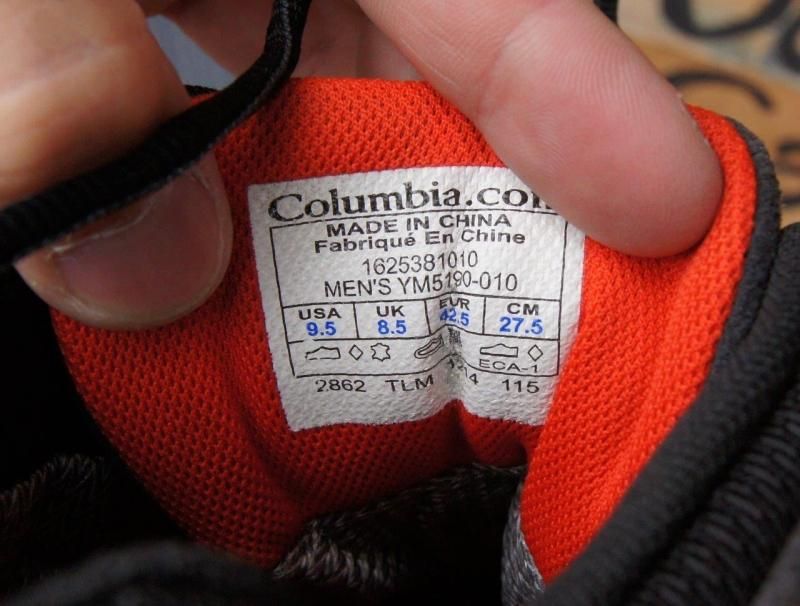 Columbia.com
MADE IN CHINA
Fabriqué En Chine
1625381010
MEN'S YM5190-010
USA UK EUR CM
9.5 8.5 42.5 27.5
ECA-1
2862 TLM 115